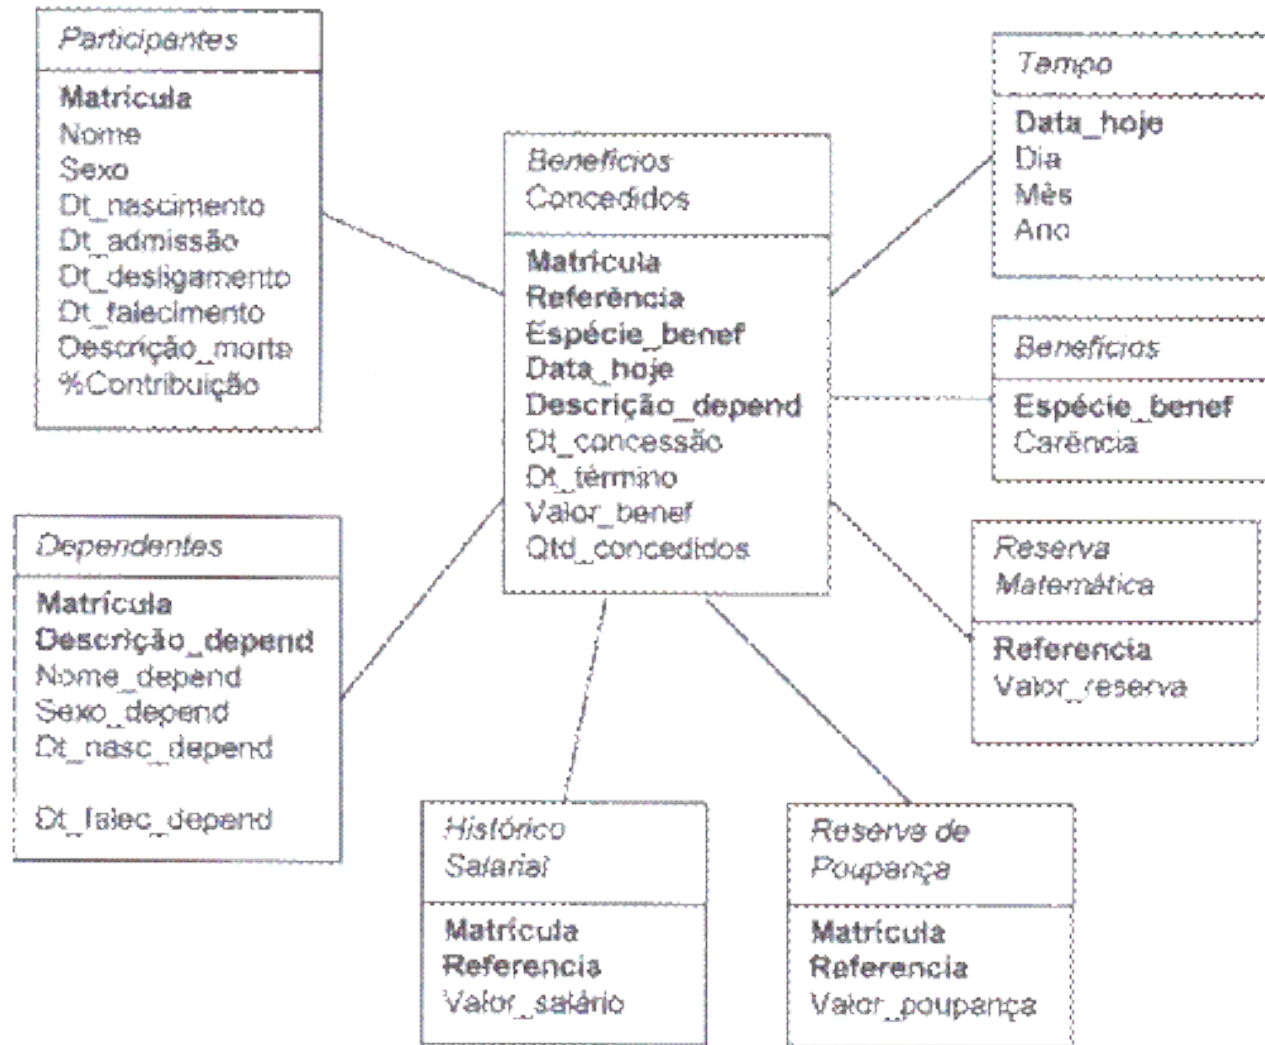 Participantes
Matrícula
Nome
Sexo
Dt_nascimento
Dt_admissão
Dt_desligamento
Dt_falecimento
Descrição_morte
%Contribuição
Benefícios
Concedidos
Matrícula
Referência
Espécie_benef
Data_hoje
Descrição_depend
Dt_concessão
Dt_término
Valor_benef
Qtd_concedidos
Tempo
Data_hoje
Dia
Mês
Ano
Benefícios
Espécie_benef
Carência
Dependentes
Matrícula
Descrição_depend
Nome_depend
Sexo_depend
Dt_nasc_depend
Dt_falec_depend
Reserva
Matemática
Referencia
Valor_reserva
Histórico
Salarial
Matrícula
Referencia
Valor_salário
Reserva de
Poupança
Matrícula
Referencia
Valor_poupança